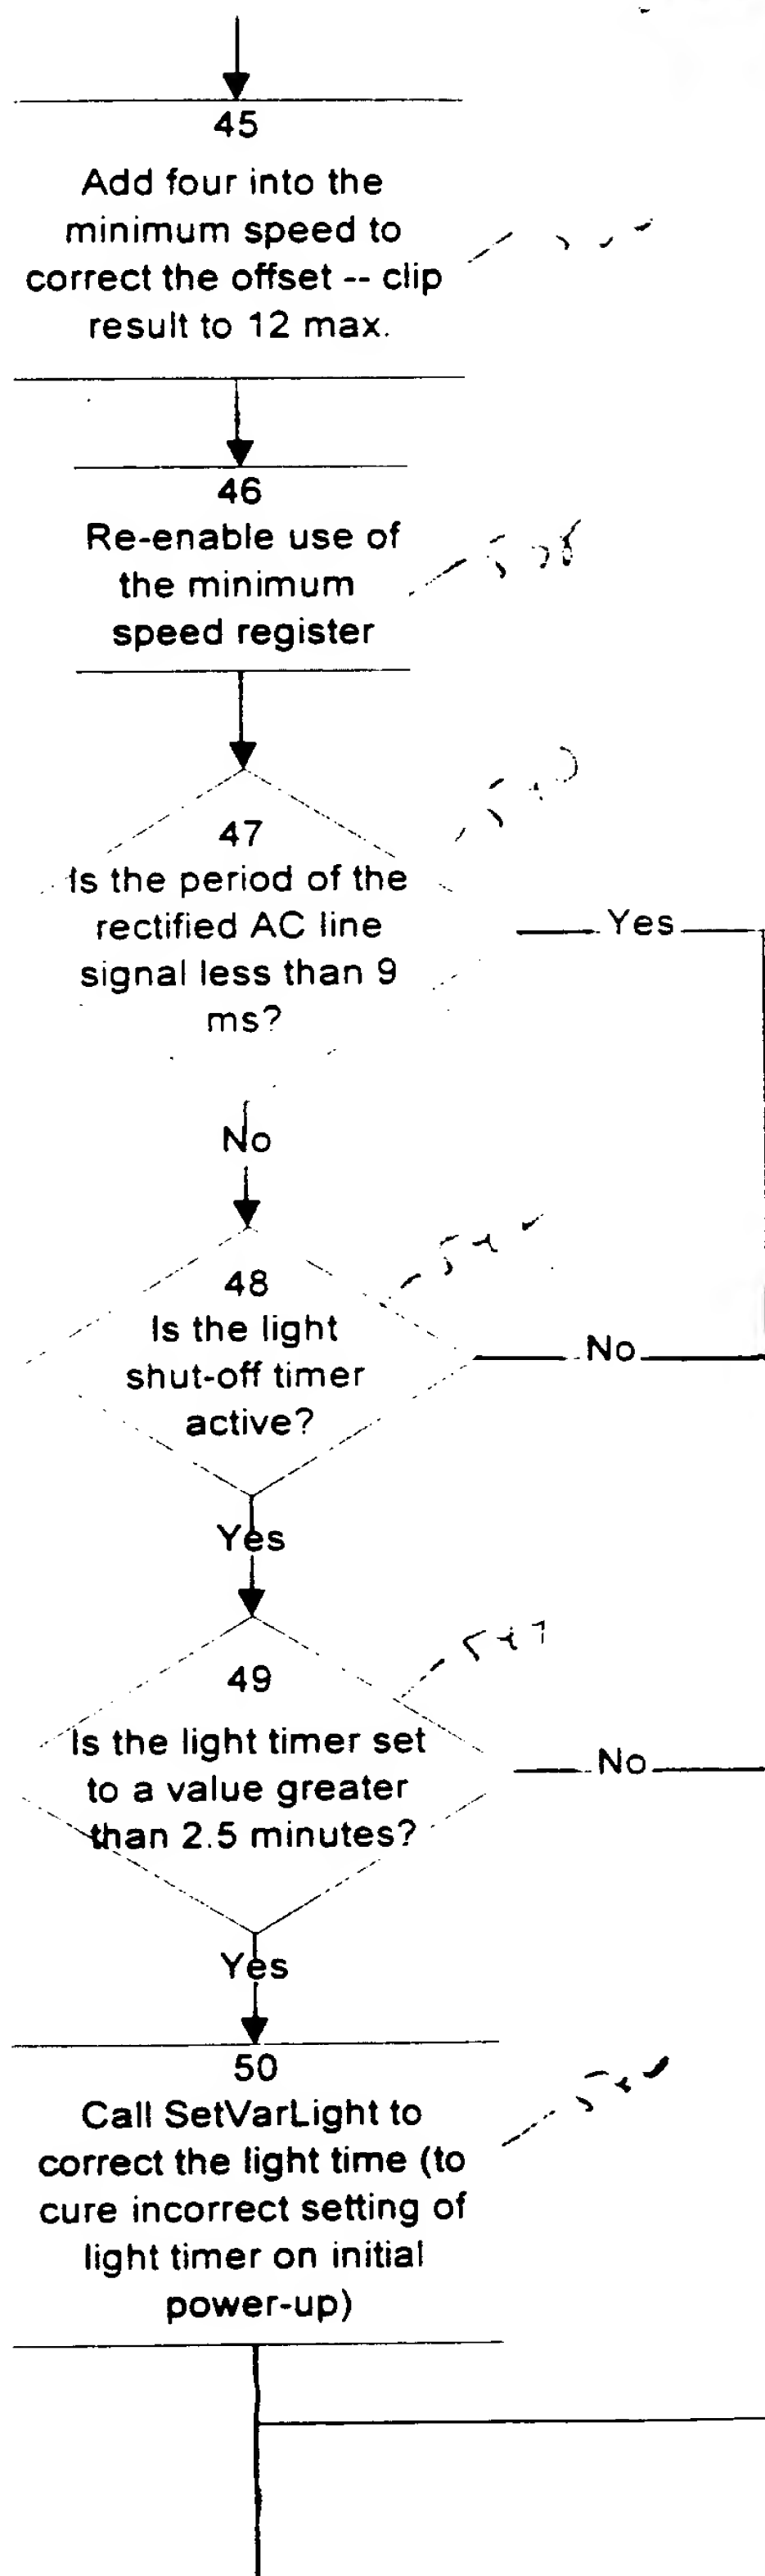 45
Add four into the
minimum speed to
correct the offset -- clip
result to 12 max.
46
Re-enable use of
the minimum
speed register
47
Is the period of the
rectified AC line
signal less than 9
ms?
Yes
No
48
Is the light
shut-off timer
active?
No
Yes
49
Is the light timer set
to a value greater
than 2.5 minutes?
No
Yes
50
Call SetVarLight to
correct the light time (to
cure incorrect setting of
light timer on initial
power-up)